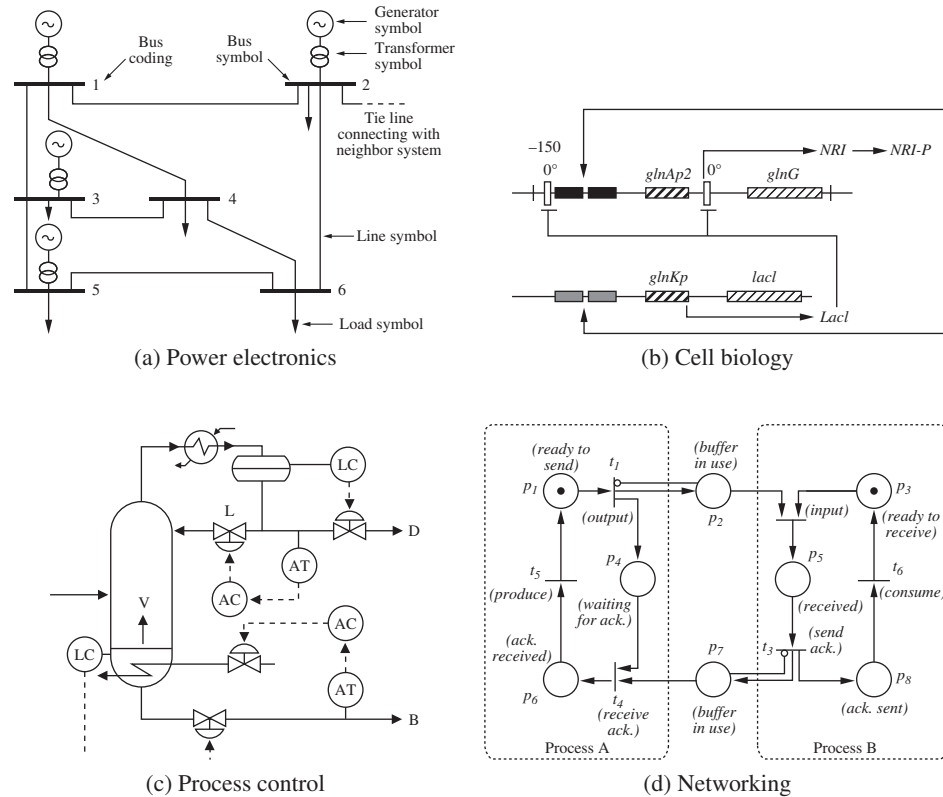 Generator
symbol
Transformer
symbol
Bus
coding
Bus
symbol
1
2
Tie line
connecting with
neighbor system
3
4
Line symbol
5
6
Load symbol
(a) Power electronics
NRI
NRI-P
−150
0°
glnAp2
0°
glnG
glnKp
lacl
Lacl
(b) Cell biology
LC
L
D
AT
V
AC
AC
LC
AT
B
(c) Process control
(ready to
send)
t1
(buffer
in use)
p1
p3
(output)
p2
(input)
(ready to
receive)
p4
p5
t5
t6
(produce)
(waiting
for ack.)
(received)
(consume)
(ack.
received)
p7
t3
(send
ack.)
p6
t4
p8
(receive
ack.)
(buffer
in use)
(ack. sent)
Process A
Process B
(d) Networking